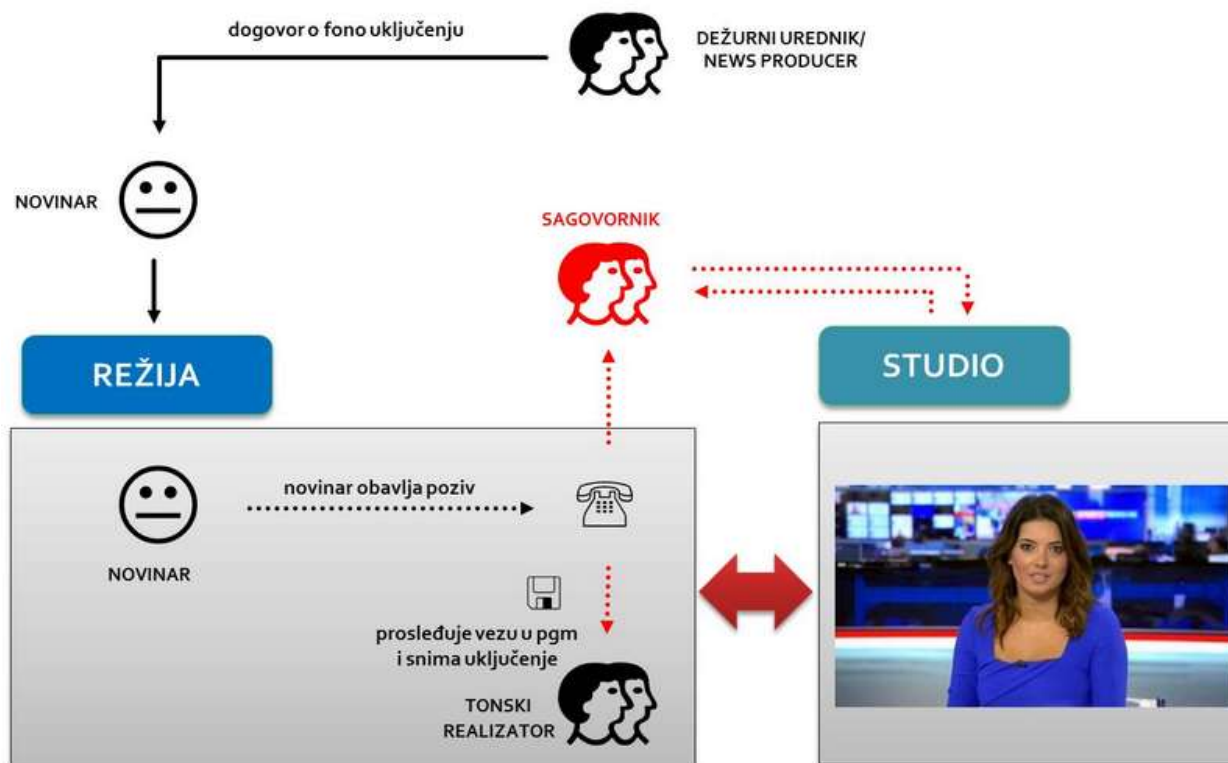 dogovor o fono uključenju
DEŽURNI UREDNIK/
NEWS PRODUCER
NOVINAR
SAGOVORNIK
REŽIJA
STUDIO
novinar obavlja poziv
NOVINAR
prosleđuje vezu u pgm
i snima uključenje
TONSKI
REALIZATOR